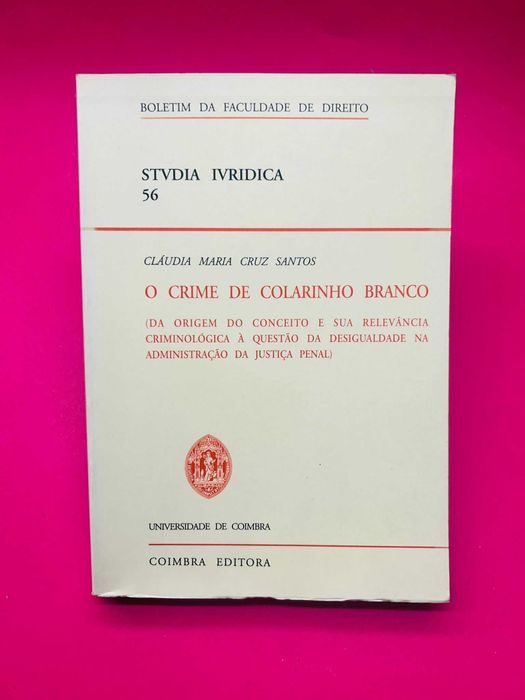 BOLETIM DA FACULDADE DE DIREITO
STVDIA IVRIDICA
56
CLÁUDIA MARIA CRUZ SANTOS
O CRIME DE COLARINHO BRANCO
(DA ORIGEM DO CONCEITO E SUA RELEVÂNCIA
CRIMINOLÓGICA À QUESTÃO DA DESIGUALDADE NA
ADMINISTRAÇÃO DA JUSTIÇA PENAL)
UNIVERSIDADE DE COIMBRA
COIMBRA EDITORA